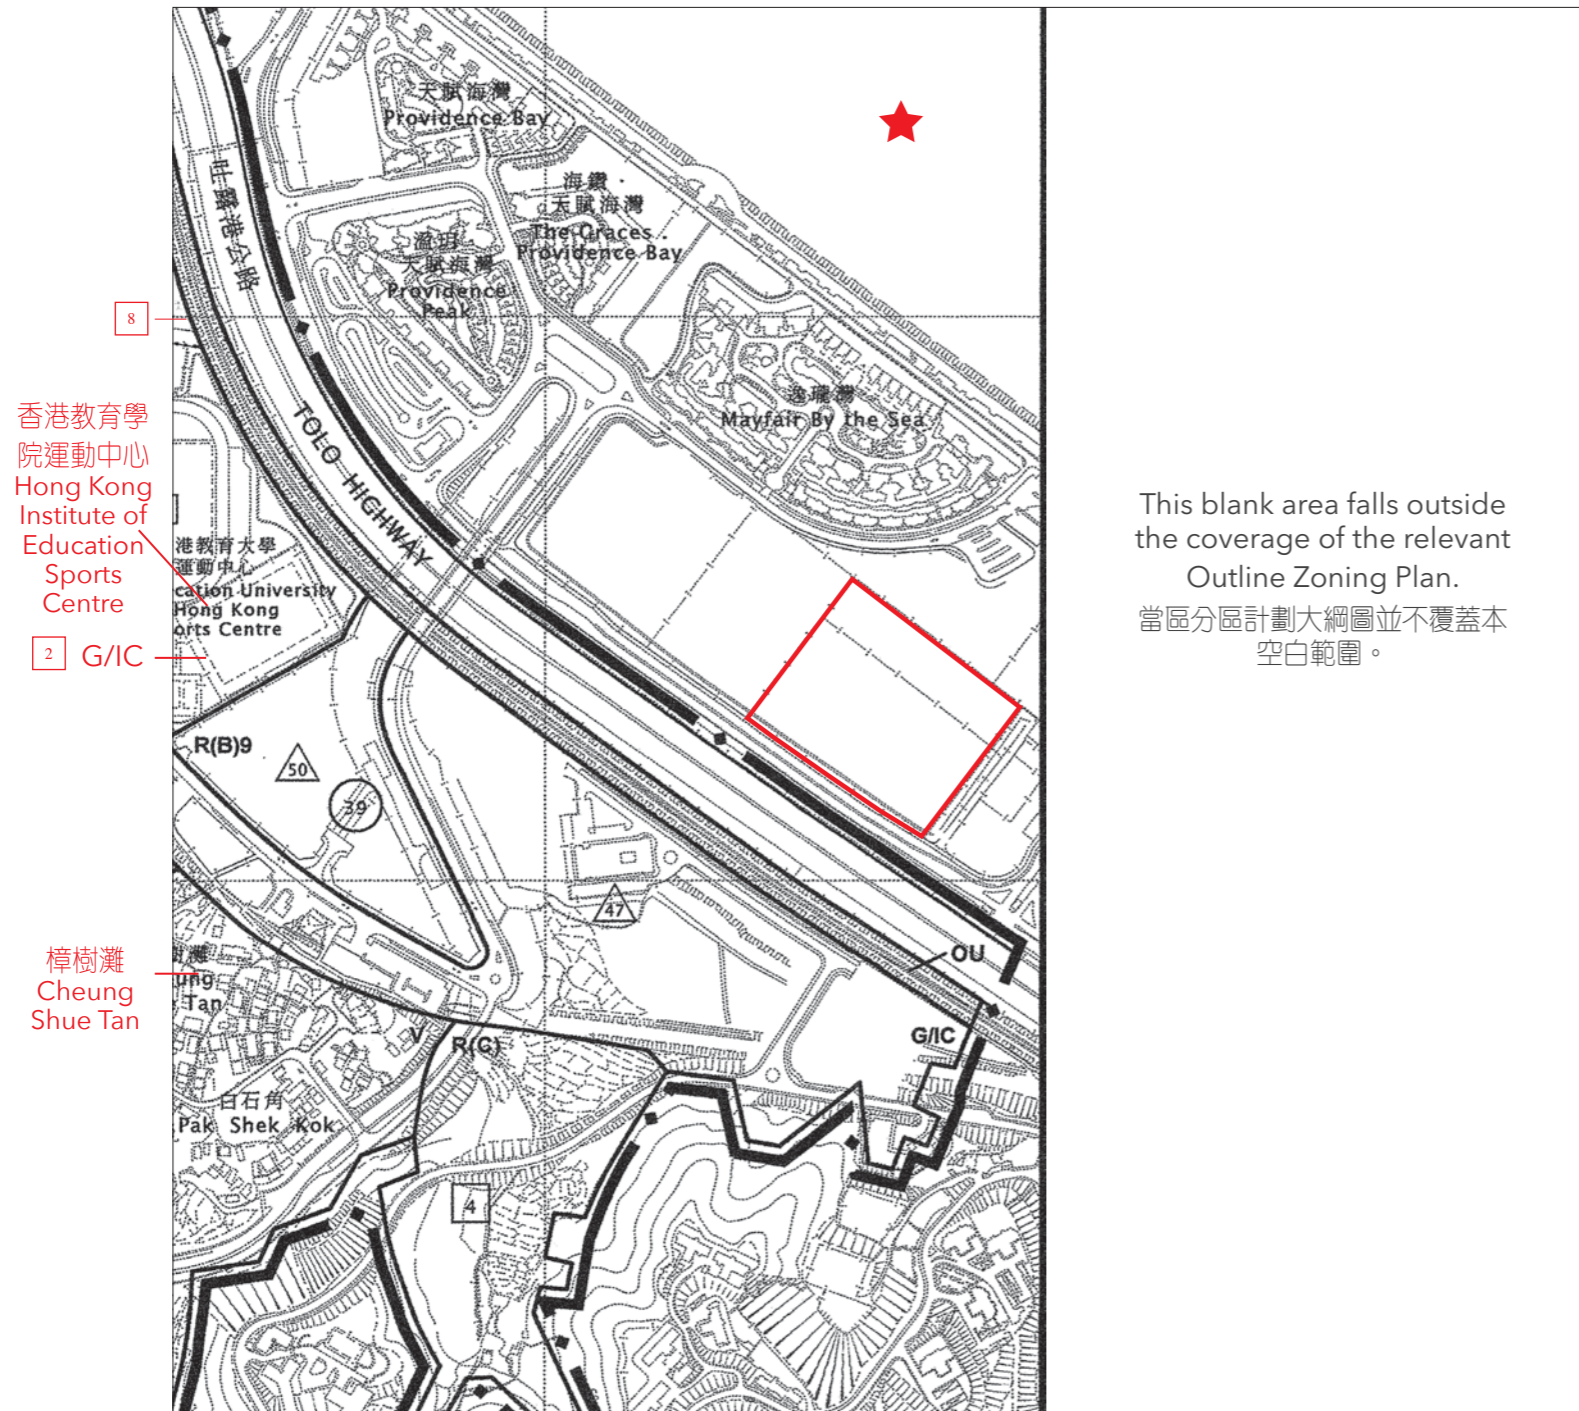 天賦海灣
Providence Bay
海鑽．
天賦海灣
The Graces .
Providence Bay
溋玥．
天賦海灣
Providence
Peak
吐露港公路
8
逸瓏灣
Mayfair By the Sea
TOLO HIGHWAY
香港教育學
院運動中心
Hong Kong
Institute of
Education
Sports
Centre
港教育大學
運動中心
cation University
Hong Kong
orts Centre
2
G/IC
This blank area falls outside
the coverage of the relevant
Outline Zoning Plan.
當區分區計劃大綱圖並不覆蓋本
空白範圍。
R(B)9
50
39
47
OU
樟樹灘
Cheung
Shue Tan
樹灘
ung
Tan
V
R(C)
G/IC
白石角
Pak Shek Kok
4